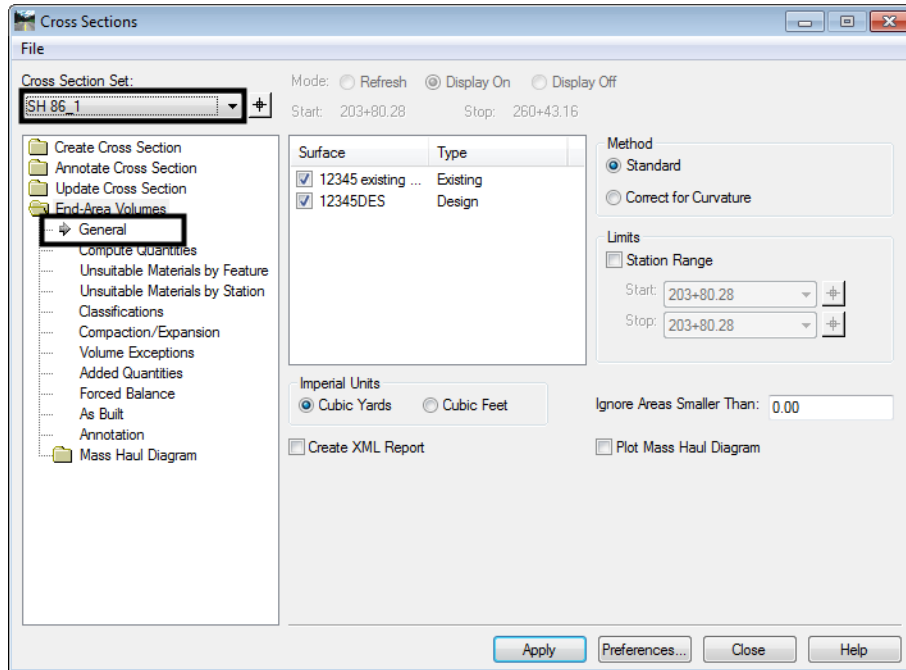 Cross Sections
File
Cross Section Set:
SH 86_1
Mode: Refresh Display On Display Off
Start: 203+80.28 Stop: 260+43.16
Create Cross Section
Annotate Cross Section
Update Cross Section
End-Area Volumes
General
Compute Quantities
Unsuitable Materials by Feature
Unsuitable Materials by Station
Classifications
Compaction/Expansion
Volume Exceptions
Added Quantities
Forced Balance
As Built
Annotation
Mass Haul Diagram
Surface Type
12345 existing ... Existing
12345DES Design
Method
Standard
Correct for Curvature
Limits
Station Range
Start: 203+80.28
Stop: 203+80.28
Imperial Units
Cubic Yards Cubic Feet
Ignore Areas Smaller Than: 0.00
Create XML Report
Plot Mass Haul Diagram
Apply Preferences... Close Help